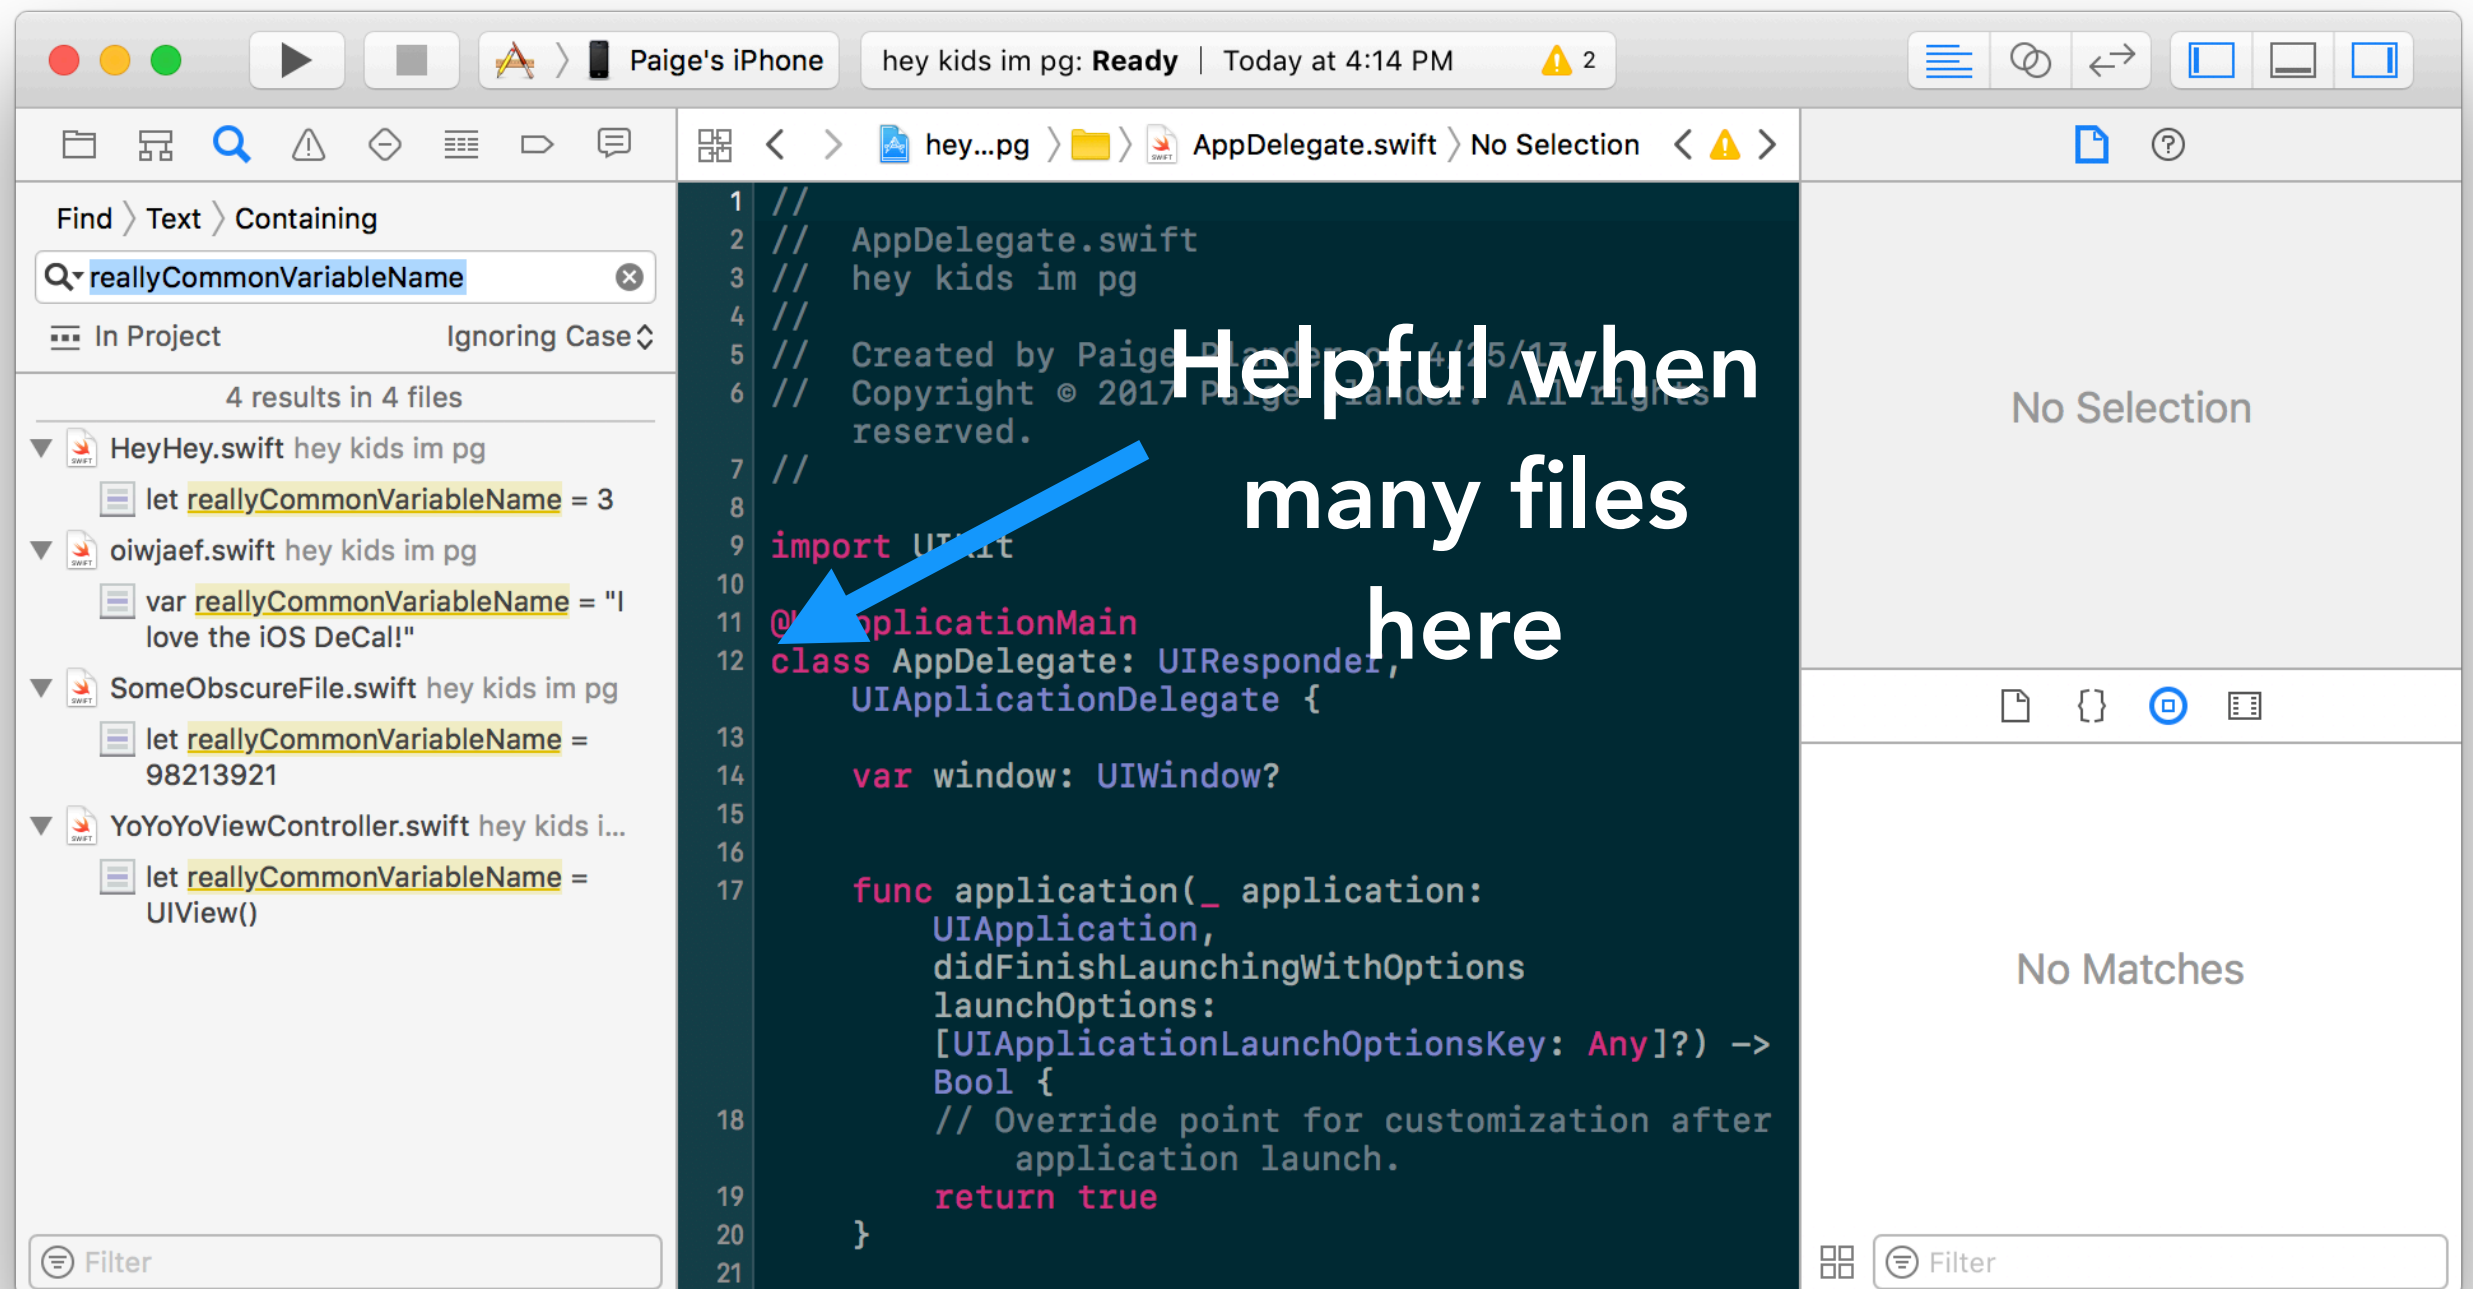 Paige's iPhone
hey kids im pg: Ready | Today at 4:14 PM
2
hey...pg
AppDelegate.swift
No Selection
Find
Text
Containing
reallyCommonVariableName
In Project
Ignoring Case
4 results in 4 files
HeyHey.swift hey kids im pg
let reallyCommonVariableName = 3
oiwjaef.swift hey kids im pg
var reallyCommonVariableName = "I
love the iOS DeCal!"
SomeObscureFile.swift hey kids im pg
let reallyCommonVariableName =
98213921
YoYoYoViewController.swift hey kids i...
let reallyCommonVariableName =
UIView()
Filter
1 //
2 // AppDelegate.swift
3 // hey kids im pg
4 //
5 // Created by Paige 4/25/17.
6 // Copyright © 2017 All rights
reserved.
7 //
8
9 import UIKit
10
11 @ pplicationMain
12 class AppDelegate: UIResponder,
UIApplicationDelegate {
13
14 var window: UIWindow?
15
16
17 func application(_ application:
UIApplication,
didFinishLaunchingWithOptions
launchOptions:
[UIApplicationLaunchOptionsKey: Any]?) ->
Bool {
18 // Override point for customization after
application launch.
19 return true
20 }
21
Helpful when
many files
here
No Selection
No Matches
Filter